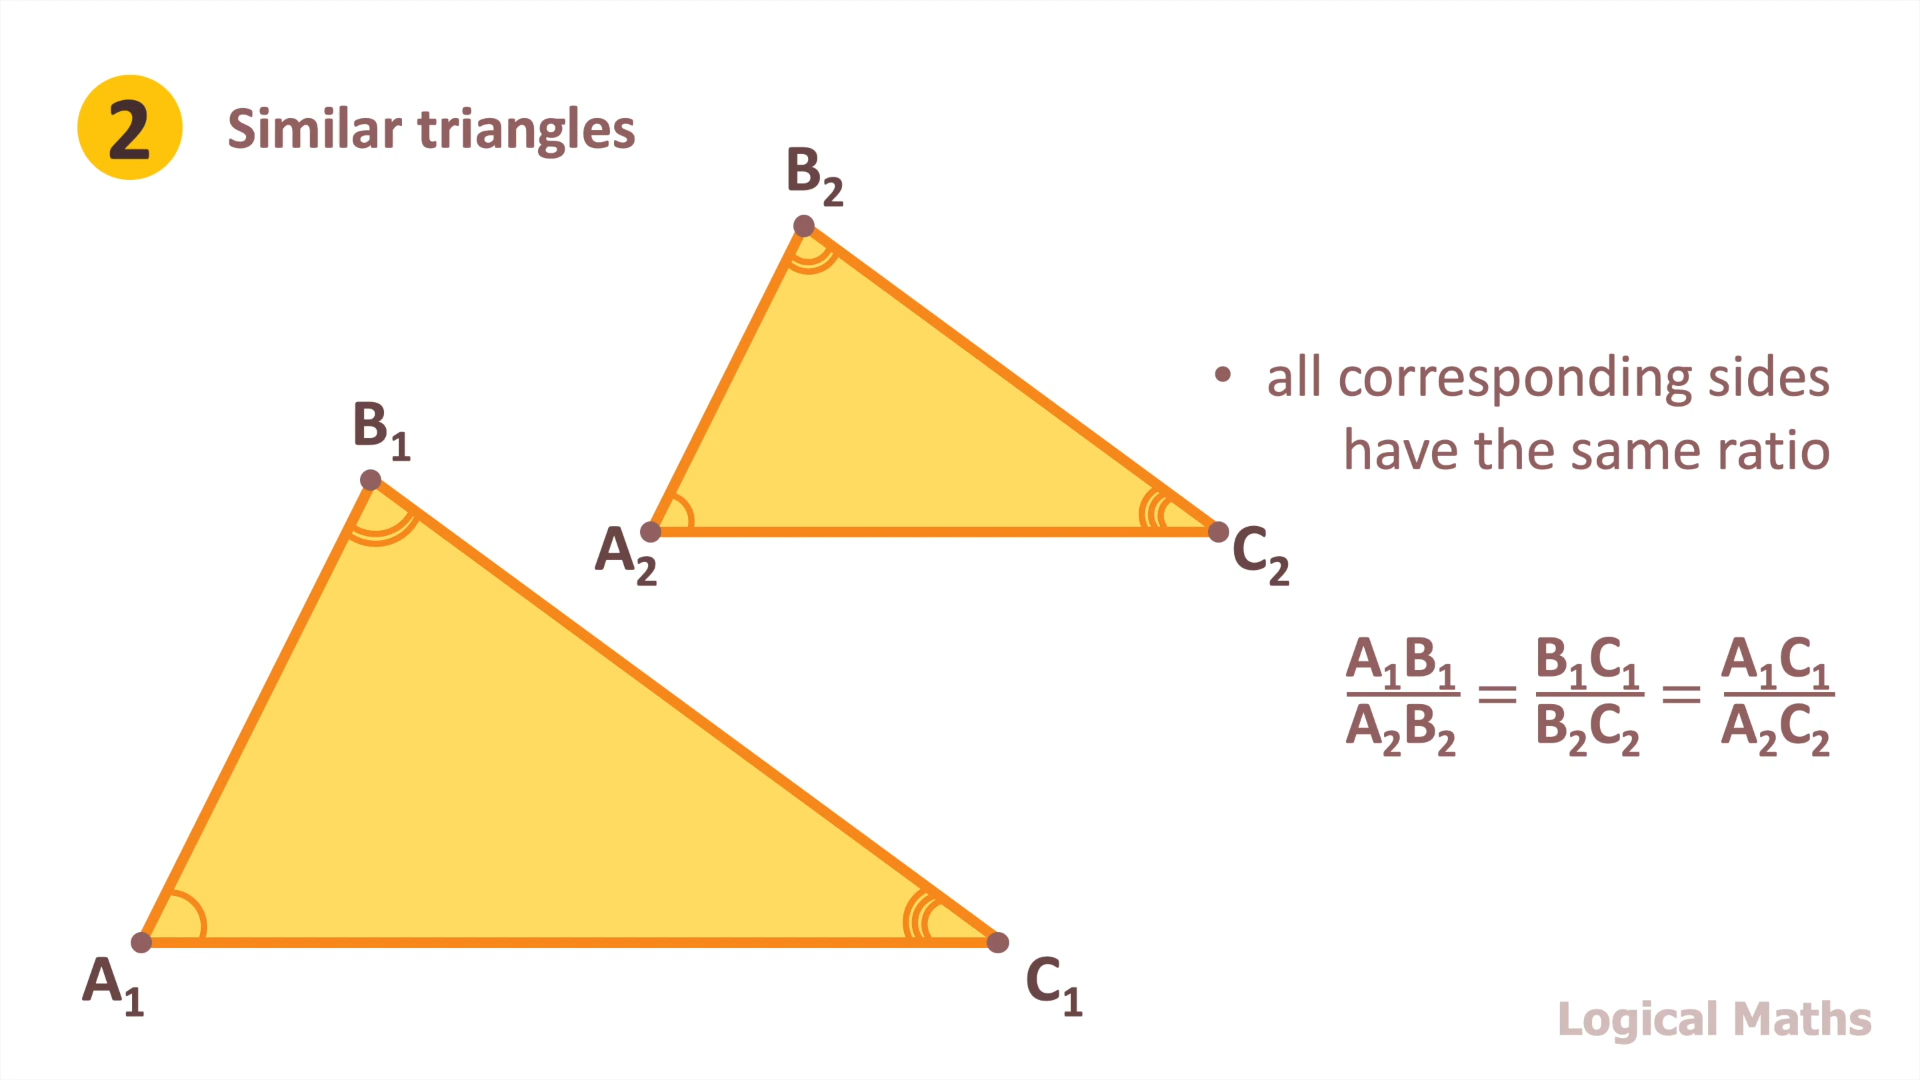 2 Similar triangles
B₂
B₁
• all corresponding sides
have the same ratio
A₂ C₂
A₁B₁ / A₂B₂ = B₁C₁ / B₂C₂ = A₁C₁ / A₂C₂
A₁ C₁
Logical Maths